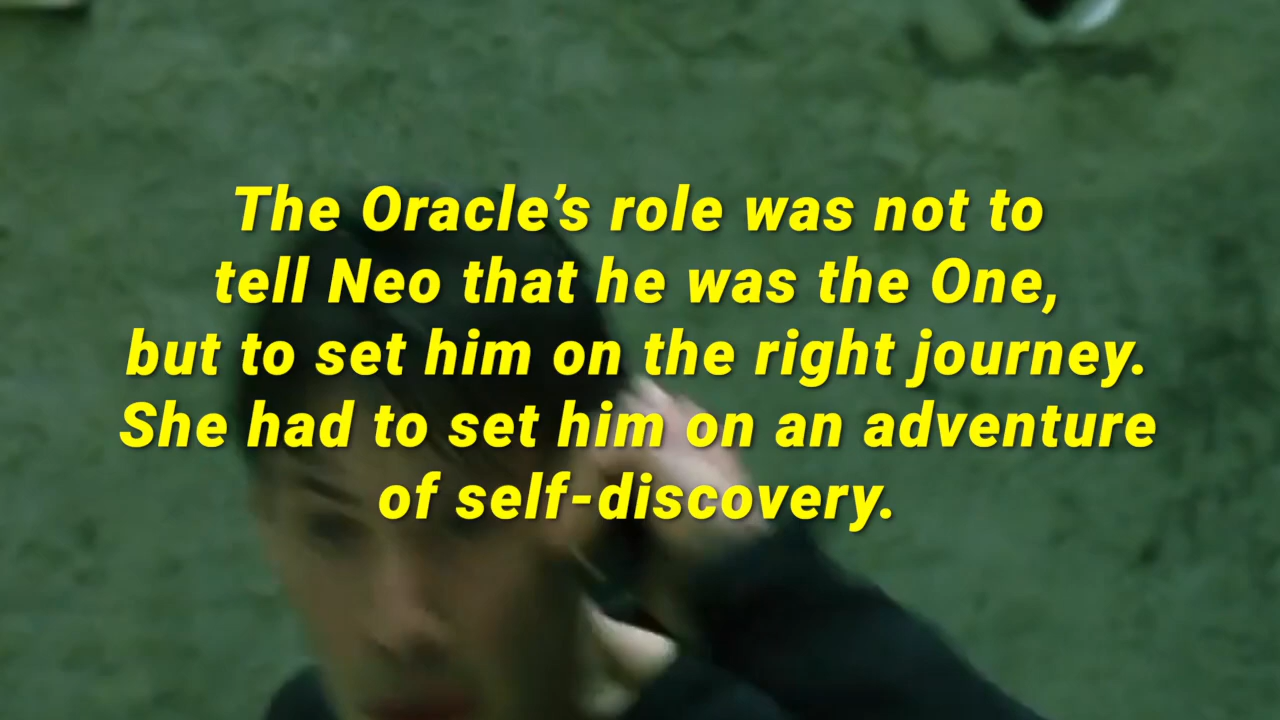 The Oracle’s role was not to
tell Neo that he was the One,
but to set him on the right journey.
She had to set him on an adventure
of self-discovery.